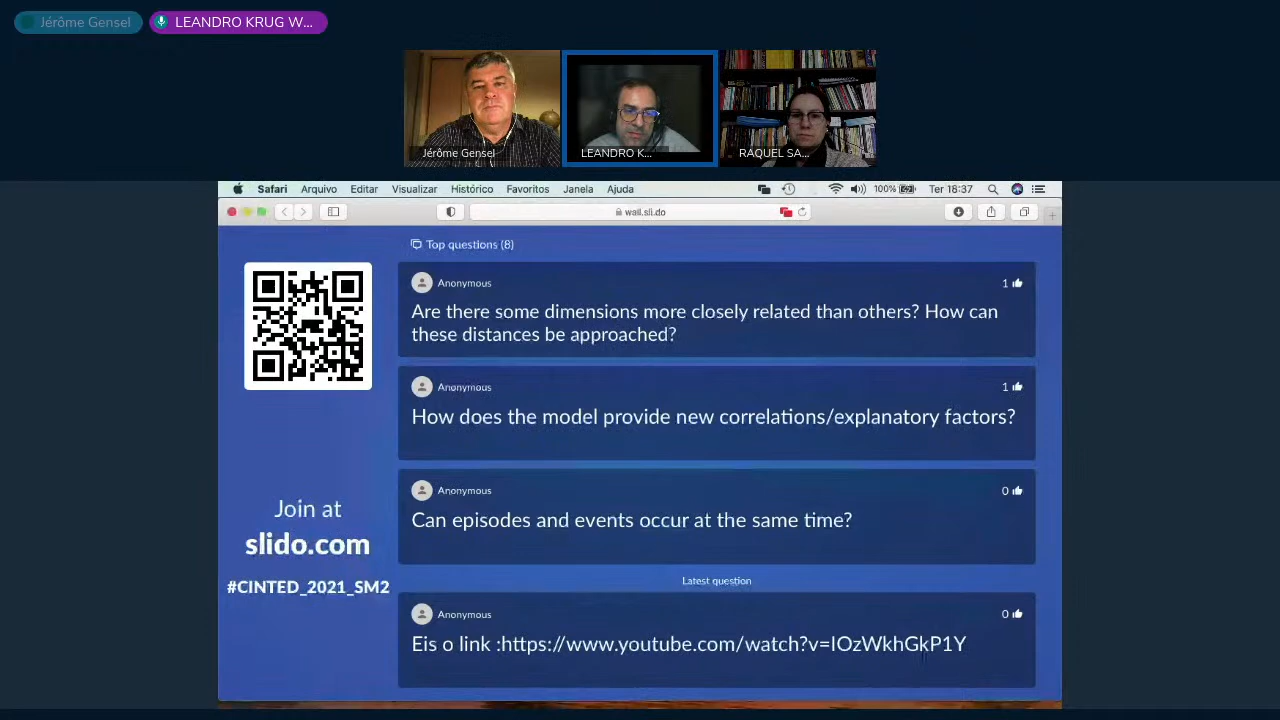 Jérôme Gensel
LEANDRO KRUG W...
Jérôme Gensel
LEANDRO K...
RAQUEL SA...
Safari Arquivo Editar Visualizar Histórico Favoritos Janela Ajuda 100% Ter 18:37
wall.sli.do
Top questions (8)
Anonymous 1
Are there some dimensions more closely related than others? How can
these distances be approached?
Anonymous 1
How does the model provide new correlations/explanatory factors?
Anonymous 0
Can episodes and events occur at the same time?
Join at
slido.com
#CINTED_2021_SM2
Latest question
Anonymous 0
Eis o link :https://www.youtube.com/watch?v=IOzWkhGkP1Y